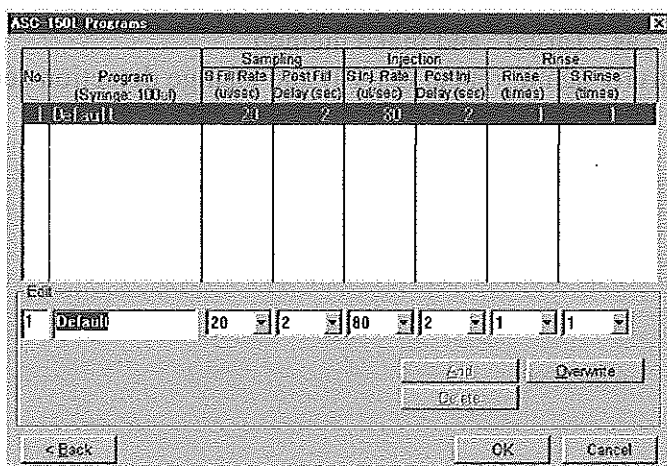 ASC-150L Programs
Sampling Injection Rinse
No. Program S Fill Rate Post Fill S Inj. Rate Post Inj. Rinse S Rinse
(Syringe: 100ul) (ul/sec) Delay (sec) (ul/sec) Delay (sec) (times) (times)
1 Default 20 2 80 2 1 1
Edit
1 Default 20 2 80 2 1 1
Add Overwrite
Delete
< Back OK Cancel